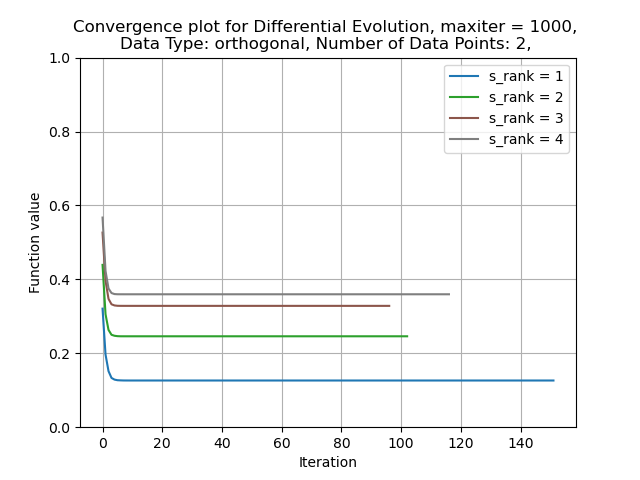 Convergence plot for Differential Evolution, maxiter = 1000,
Data Type: orthogonal, Number of Data Points: 2,
1.0
0.8
0.6
0.4
0.2
0.0
Function value
s_rank = 1
s_rank = 2
s_rank = 3
s_rank = 4
0 20 40 60 80 100 120 140
Iteration